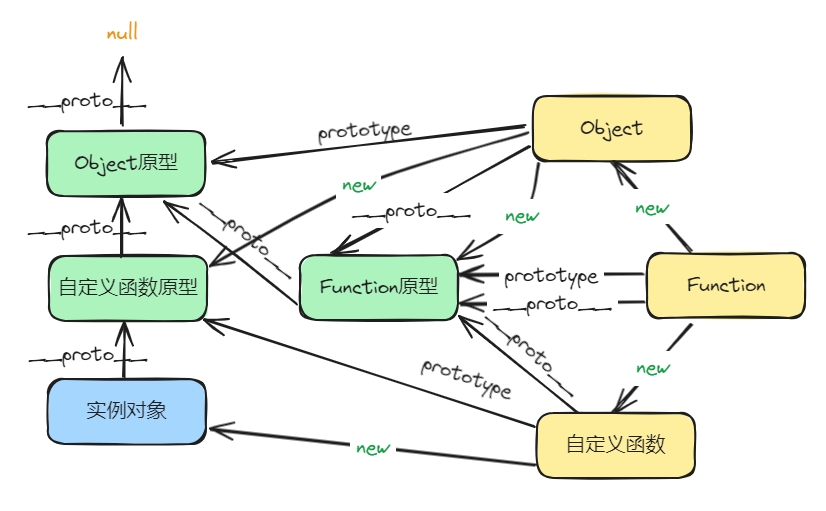 null
__proto__
Object
prototype
Object原型
new
new
__proto__
new
__proto__
__proto__
自定义函数原型
Function原型
prototype
Function
__proto__
__proto__
__proto__
new
prototype
实例对象
自定义函数
new